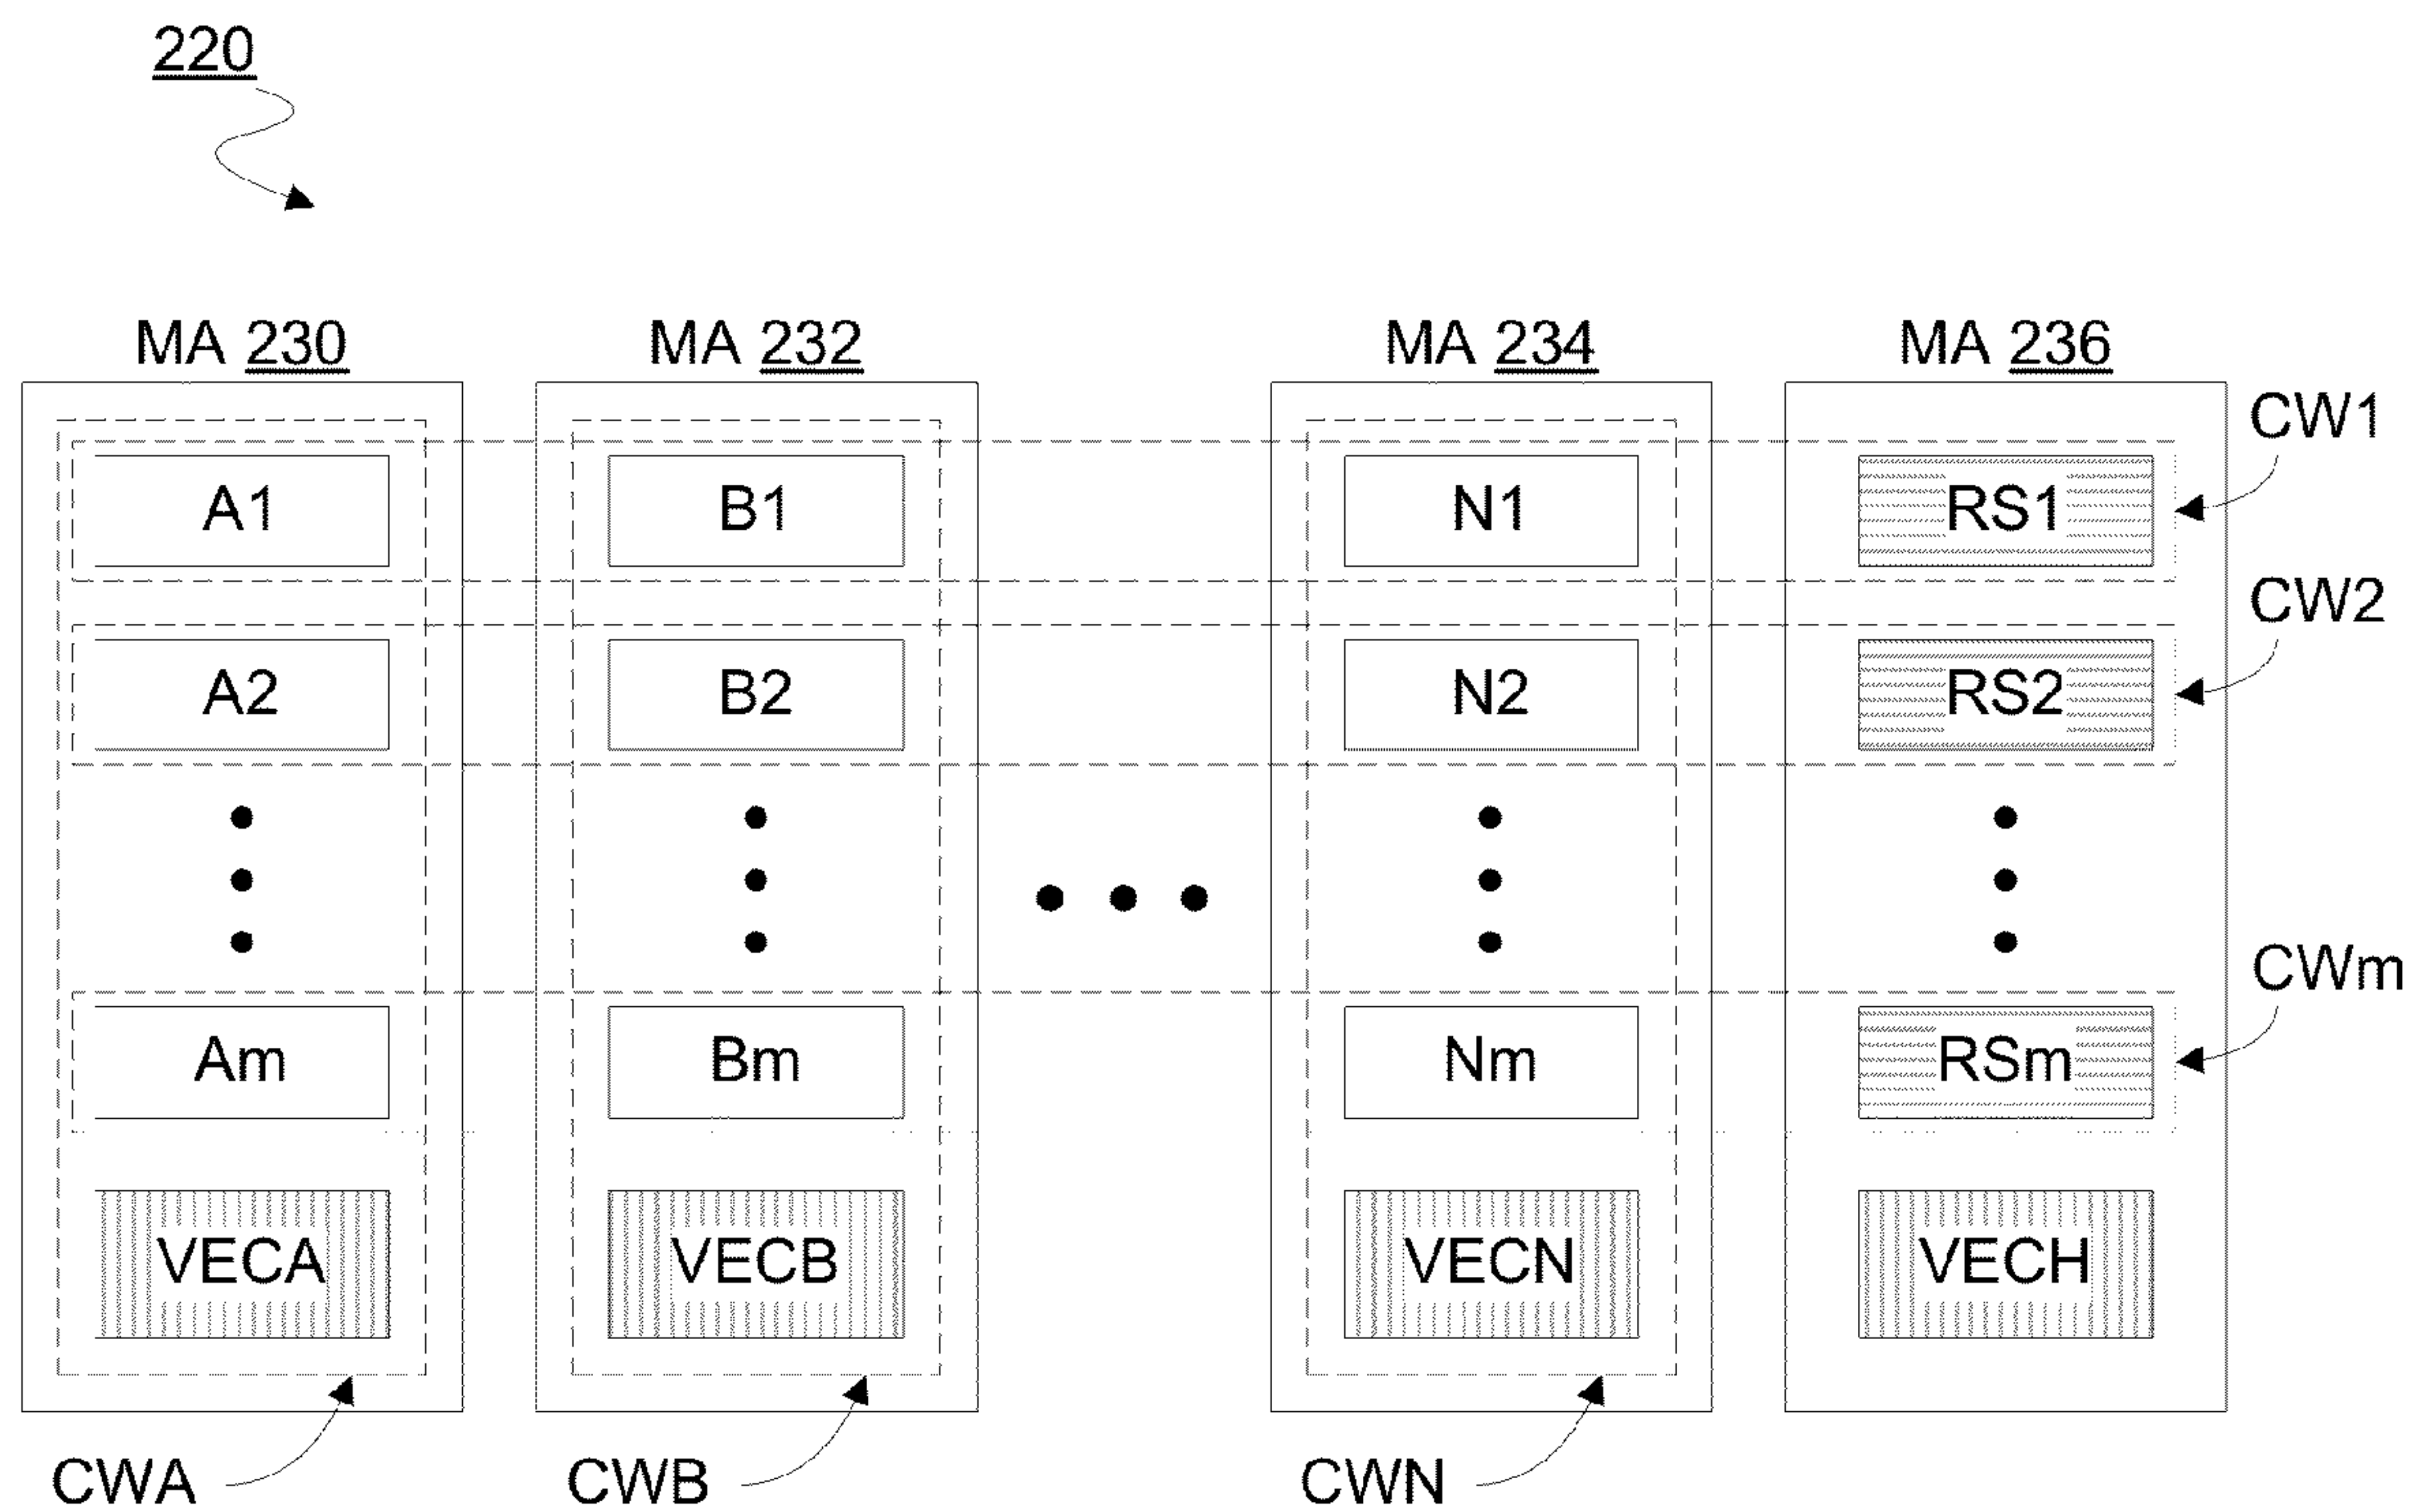 220
MA 230 MA 232 MA 234 MA 236
CW1
A1 B1 N1 RS1
CW2
A2 B2 N2 RS2
CWm
Am Bm Nm RSm
VECA VECB VECN VECH
CWA CWB CWN